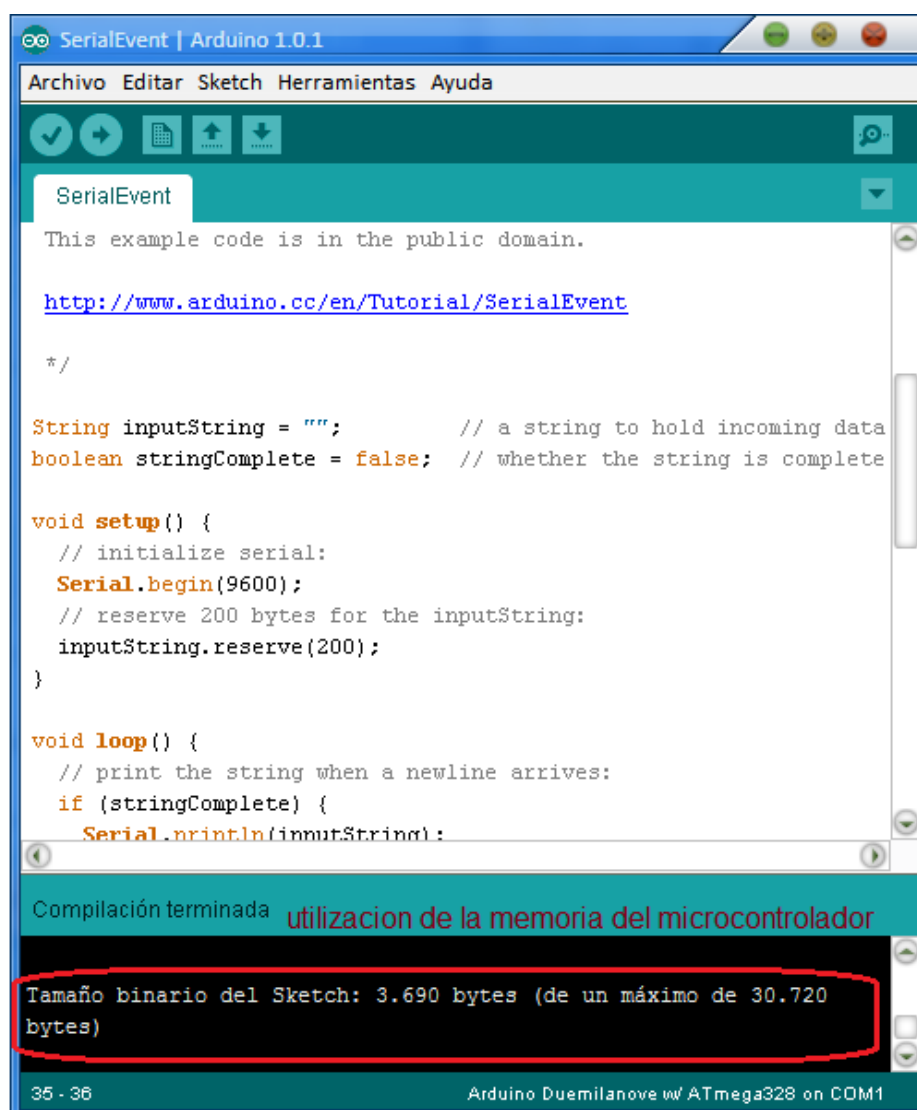 SerialEvent | Arduino 1.0.1
Archivo Editar Sketch Herramientas Ayuda
SerialEvent
This example code is in the public domain.
http://www.arduino.cc/en/Tutorial/SerialEvent
*/
String inputString = "";         // a string to hold incoming data
boolean stringComplete = false;  // whether the string is complete
void setup() {
  // initialize serial:
  Serial.begin(9600);
  // reserve 200 bytes for the inputString:
  inputString.reserve(200);
}
void loop() {
  // print the string when a newline arrives:
  if (stringComplete) {
    Serial.println(inputString);
Compilación terminada
utilizacion de la memoria del microcontrolador
Tamaño binario del Sketch: 3.690 bytes (de un máximo de 30.720
bytes)
35 - 36
Arduino Duemilanove w/ ATmega328 on COM1